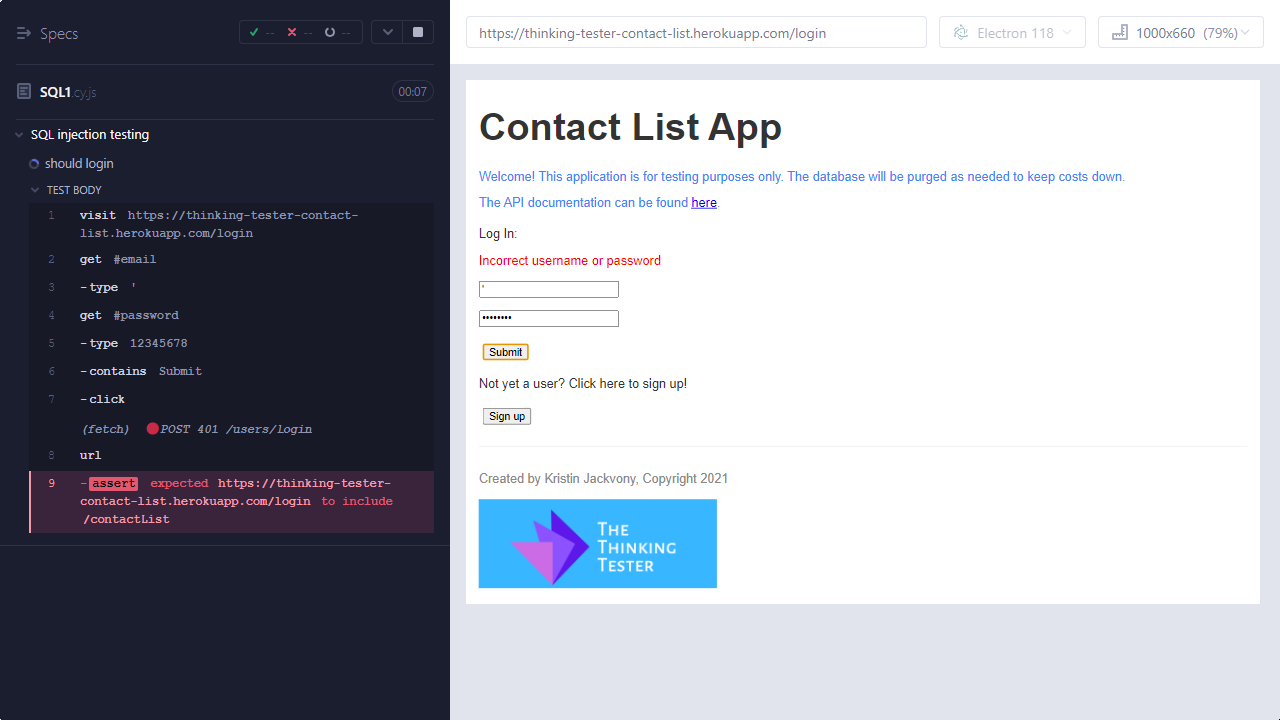 Specs
-- -- --
SQL1.cy.js
00:07
SQL injection testing
should login
TEST BODY
1 visit https://thinking-tester-contact-
list.herokuapp.com/login
2 get #email
3 -type '
4 get #password
5 -type 12345678
6 -contains Submit
7 -click
(fetch) POST 401 /users/login
8 url
9 -assert expected https://thinking-tester-
contact-list.herokuapp.com/login to include
/contactList
https://thinking-tester-contact-list.herokuapp.com/login
Electron 118
1000x660 (79%)
Contact List App
Welcome! This application is for testing purposes only. The database will be purged as needed to keep costs down.
The API documentation can be found here.
Log In:
Incorrect username or password
'
••••••••
Submit
Not yet a user? Click here to sign up!
Sign up
Created by Kristin Jackvony, Copyright 2021
THE
THINKING
TESTER